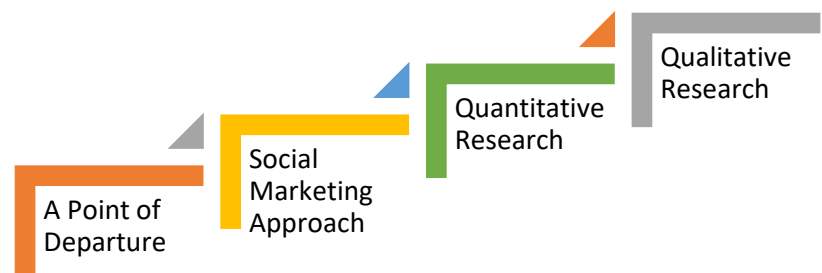 A Point of
Departure
Social
Marketing
Approach
Quantitative
Research
Qualitative
Research